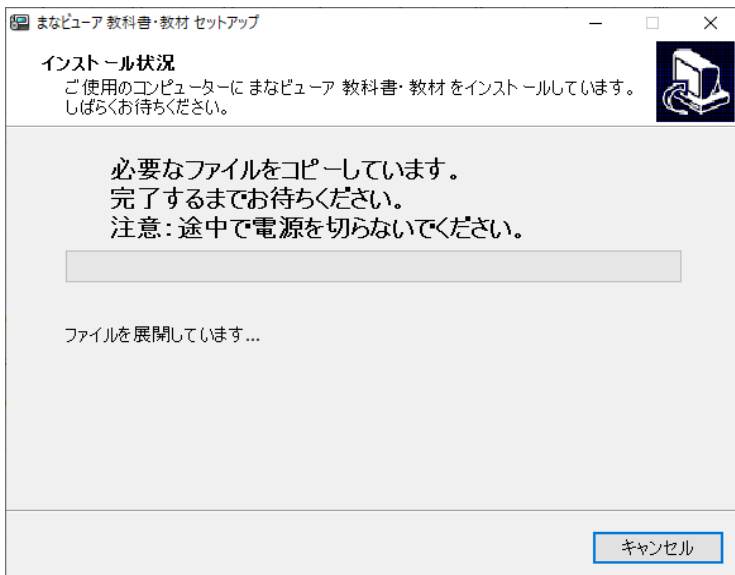 まなビューア 教科書・教材 セットアップ
インストール状況
ご使用のコンピューターに まなビューア 教科書・教材 をインストールしています。
しばらくお待ちください。
必要なファイルをコピーしています。
完了するまでお待ちください。
注意：途中で電源を切らないでください。
ファイルを展開しています...
キャンセル